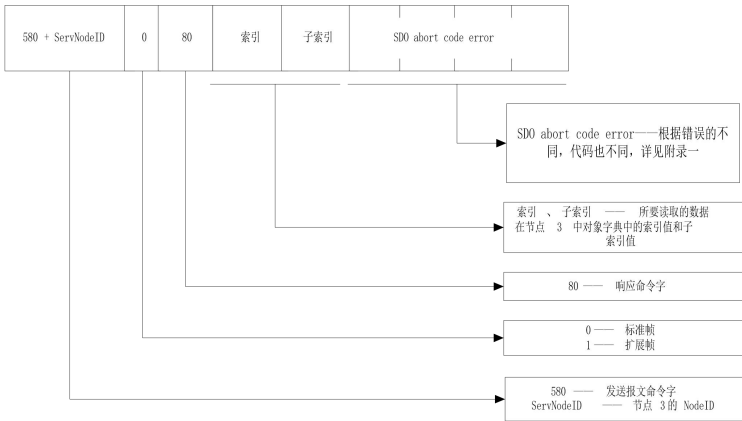 580 + ServNodeID 0 80 索引 子索引 SDO abort code error
SDO abort code error——根据错误的不
同，代码也不同，详见附录一
索引 、 子索引 —— 所要读取的数据
在节点 3 中对象字典中的索引值和子
索引值
80 —— 响应命令字
0 —— 标准帧
1 —— 扩展帧
580 —— 发送报文命令字
ServNodeID —— 节点 3的 NodeID